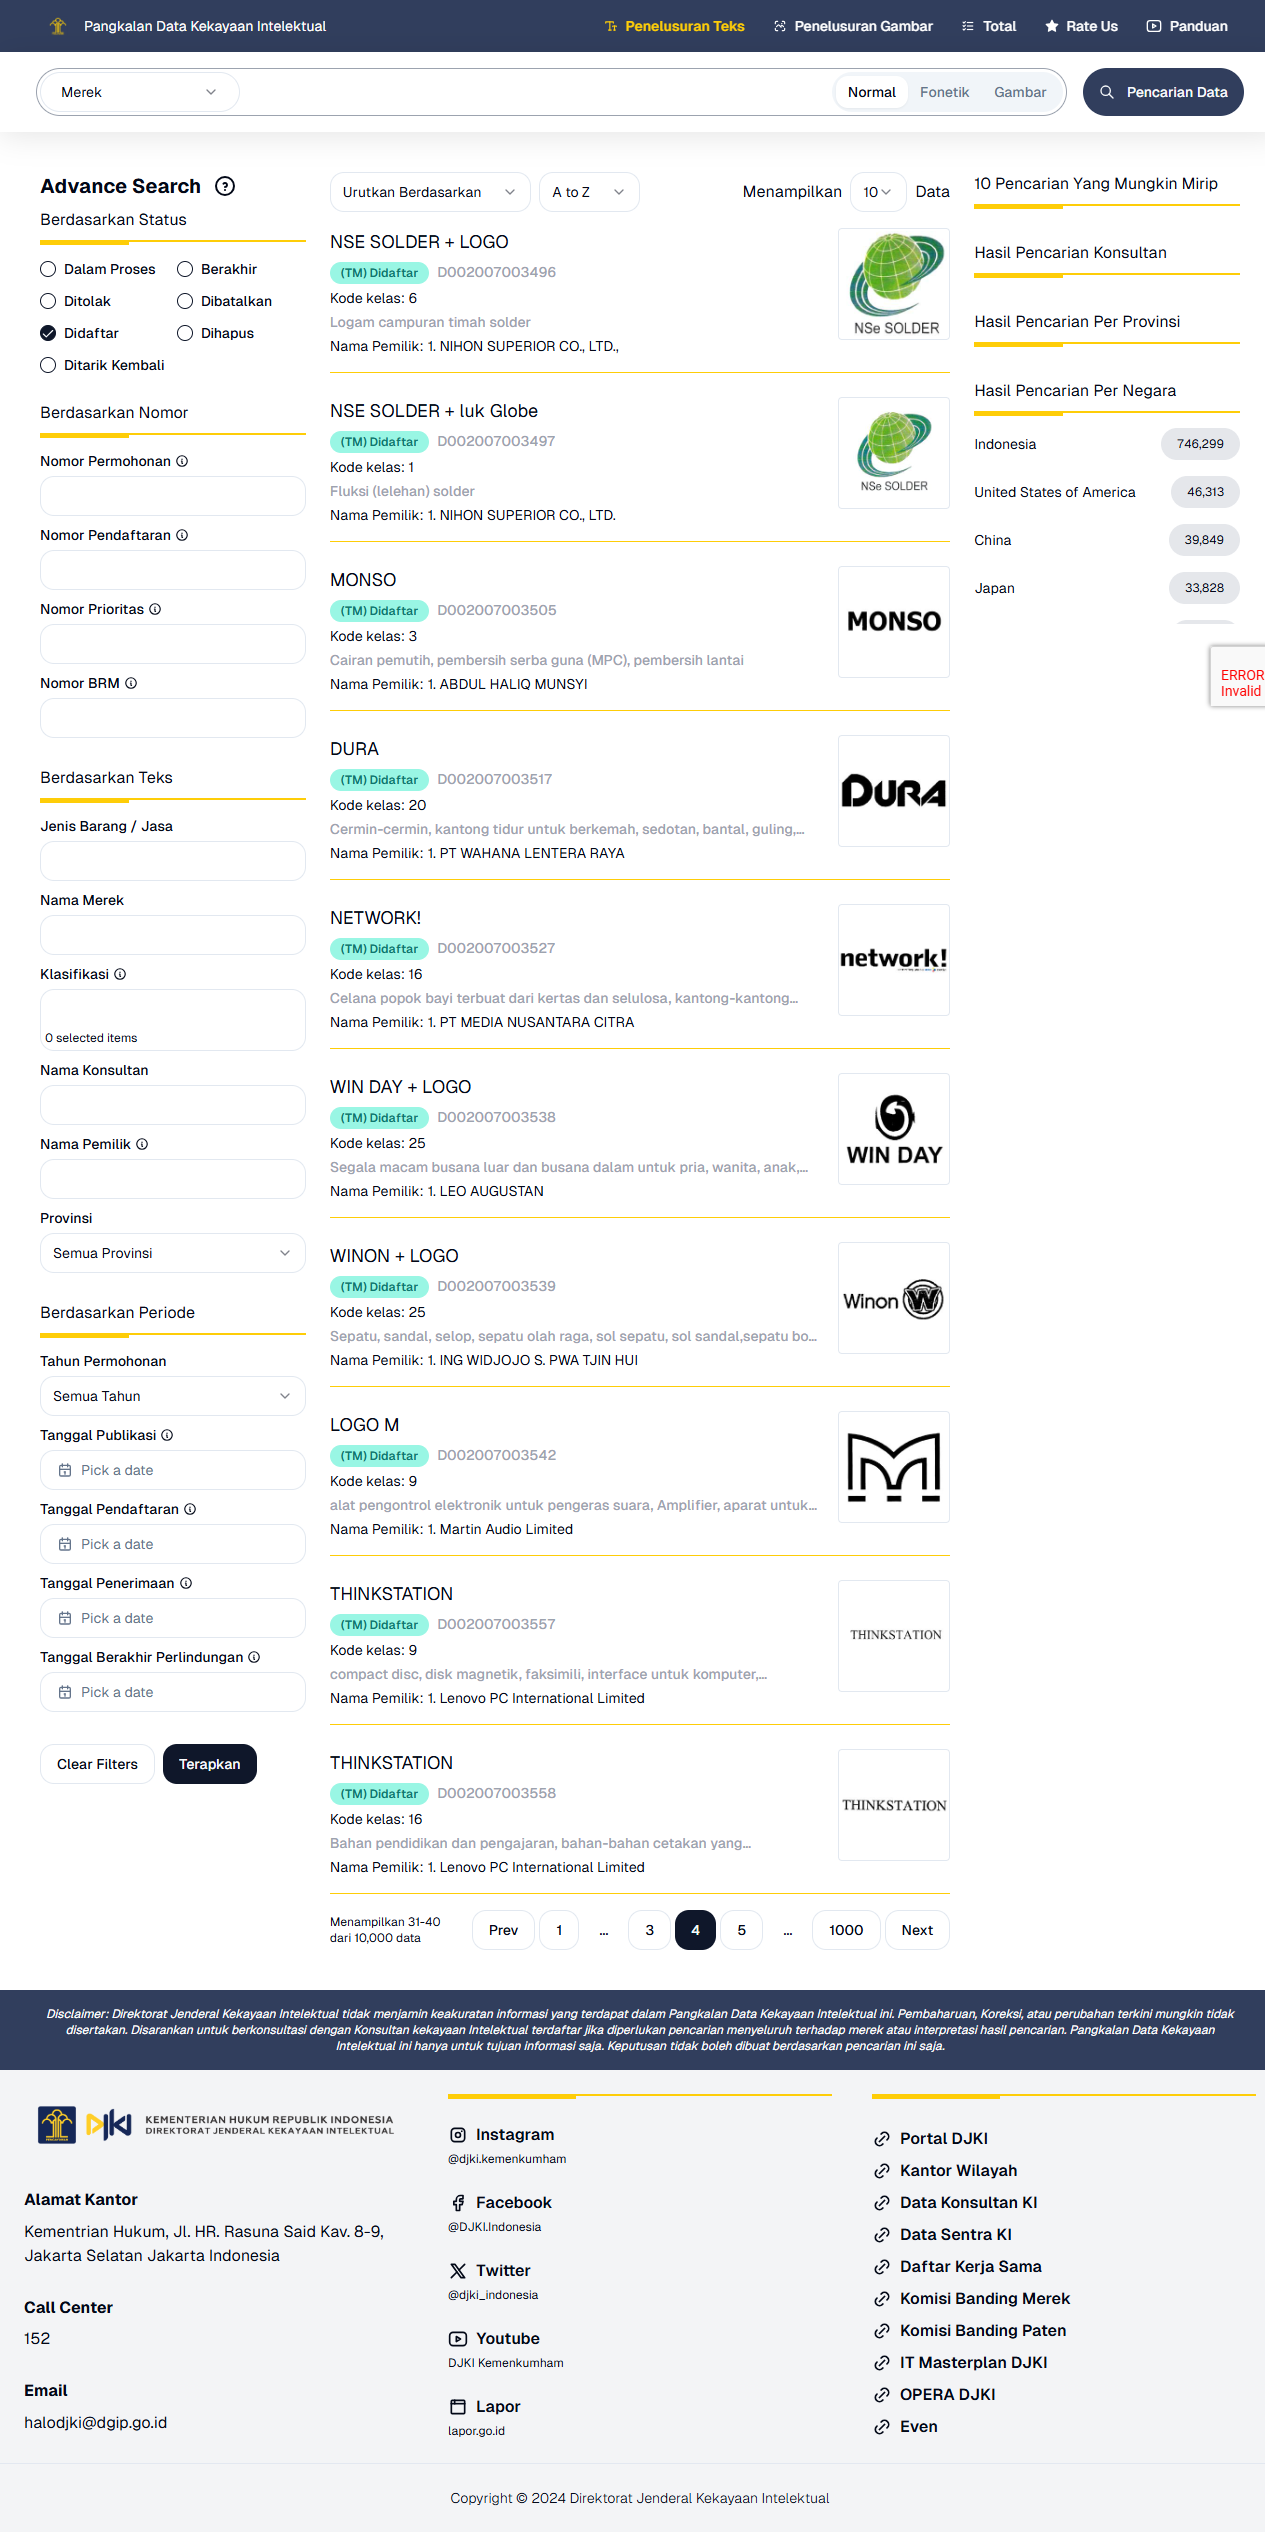 Pangkalan Data Kekayaan Intelektual
Penelusuran Teks
Penelusuran Gambar
Total
Rate Us
Panduan
Merek
Normal
Fonetik
Gambar
Pencarian Data
Advance Search
Berdasarkan Status
Dalam Proses
Berakhir
Ditolak
Dibatalkan
Didaftar
Dihapus
Ditarik Kembali
Berdasarkan Nomor
Nomor Permohonan
Nomor Pendaftaran
Nomor Prioritas
Nomor BRM
Berdasarkan Teks
Jenis Barang / Jasa
Nama Merek
Klasifikasi
0 selected items
Nama Konsultan
Nama Pemilik
Provinsi
Semua Provinsi
Berdasarkan Periode
Tahun Permohonan
Semua Tahun
Tanggal Publikasi
Pick a date
Tanggal Pendaftaran
Pick a date
Tanggal Penerimaan
Pick a date
Tanggal Berakhir Perlindungan
Pick a date
Clear Filters
Terapkan
Urutkan Berdasarkan
A to Z
Menampilkan 10 Data
NSE SOLDER + LOGO
(TM) Didaftar D002007003496
Kode kelas: 6
Logam campuran timah solder
Nama Pemilik: 1. NIHON SUPERIOR CO., LTD.,
NSe SOLDER
NSE SOLDER + luk Globe
(TM) Didaftar D002007003497
Kode kelas: 1
Fluksi (lelehan) solder
Nama Pemilik: 1. NIHON SUPERIOR CO., LTD.
NSe SOLDER
MONSO
(TM) Didaftar D002007003505
Kode kelas: 3
Cairan pemutih, pembersih serba guna (MPC), pembersih lantai
Nama Pemilik: 1. ABDUL HALIQ MUNSYI
MONSO
DURA
(TM) Didaftar D002007003517
Kode kelas: 20
Cermin-cermin, kantong tidur untuk berkemah, sedotan, bantal, guling,...
Nama Pemilik: 1. PT WAHANA LENTERA RAYA
DURA
NETWORK!
(TM) Didaftar D002007003527
Kode kelas: 16
Celana popok bayi terbuat dari kertas dan selulosa, kantong-kantong...
Nama Pemilik: 1. PT MEDIA NUSANTARA CITRA
network!
WIN DAY + LOGO
(TM) Didaftar D002007003538
Kode kelas: 25
Segala macam busana luar dan busana dalam untuk pria, wanita, anak,...
Nama Pemilik: 1. LEO AUGUSTAN
WIN DAY
WINON + LOGO
(TM) Didaftar D002007003539
Kode kelas: 25
Sepatu, sandal, selop, sepatu olah raga, sol sepatu, sol sandal,sepatu bo...
Nama Pemilik: 1. ING WIDJOJO S. PWA TJIN HUI
Winon W
LOGO M
(TM) Didaftar D002007003542
Kode kelas: 9
alat pengontrol elektronik untuk pengeras suara, Amplifier, aparat untuk...
Nama Pemilik: 1. Martin Audio Limited
M
THINKSTATION
(TM) Didaftar D002007003557
Kode kelas: 9
compact disc, disk magnetik, faksimili, interface untuk komputer,...
Nama Pemilik: 1. Lenovo PC International Limited
THINKSTATION
THINKSTATION
(TM) Didaftar D002007003558
Kode kelas: 16
Bahan pendidikan dan pengajaran, bahan-bahan cetakan yang...
Nama Pemilik: 1. Lenovo PC International Limited
THINKSTATION
Menampilkan 31-40
dari 10,000 data
Prev 1 ... 3 4 5 ... 1000 Next
10 Pencarian Yang Mungkin Mirip
Hasil Pencarian Konsultan
Hasil Pencarian Per Provinsi
Hasil Pencarian Per Negara
Indonesia 746,299
United States of America 46,313
China 39,849
Japan 33,828
ERROR
Invalid
Disclaimer: Direktorat Jenderal Kekayaan Intelektual tidak menjamin keakuratan informasi yang terdapat dalam Pangkalan Data Kekayaan Intelektual ini. Pembaharuan, Koreksi, atau perubahan terkini mungkin tidak
disertakan. Disarankan untuk berkonsultasi dengan Konsultan kekayaan Intelektual terdaftar jika diperlukan pencarian menyeluruh terhadap merek atau interpretasi hasil pencarian. Pangkalan Data Kekayaan
Intelektual ini hanya untuk tujuan informasi saja. Keputusan tidak boleh dibuat berdasarkan pencarian ini saja.
DJKI
KEMENTERIAN HUKUM REPUBLIK INDONESIA
DIREKTORAT JENDERAL KEKAYAAN INTELEKTUAL
Alamat Kantor
Kementrian Hukum, Jl. HR. Rasuna Said Kav. 8-9,
Jakarta Selatan Jakarta Indonesia
Call Center
152
Email
halodjki@dgip.go.id
Instagram
@djki.kemenkumham
Facebook
@DJKI.Indonesia
Twitter
@djki_indonesia
Youtube
DJKI Kemenkumham
Lapor
lapor.go.id
Portal DJKI
Kantor Wilayah
Data Konsultan KI
Data Sentra KI
Daftar Kerja Sama
Komisi Banding Merek
Komisi Banding Paten
IT Masterplan DJKI
OPERA DJKI
Even
Copyright © 2024 Direktorat Jenderal Kekayaan Intelektual